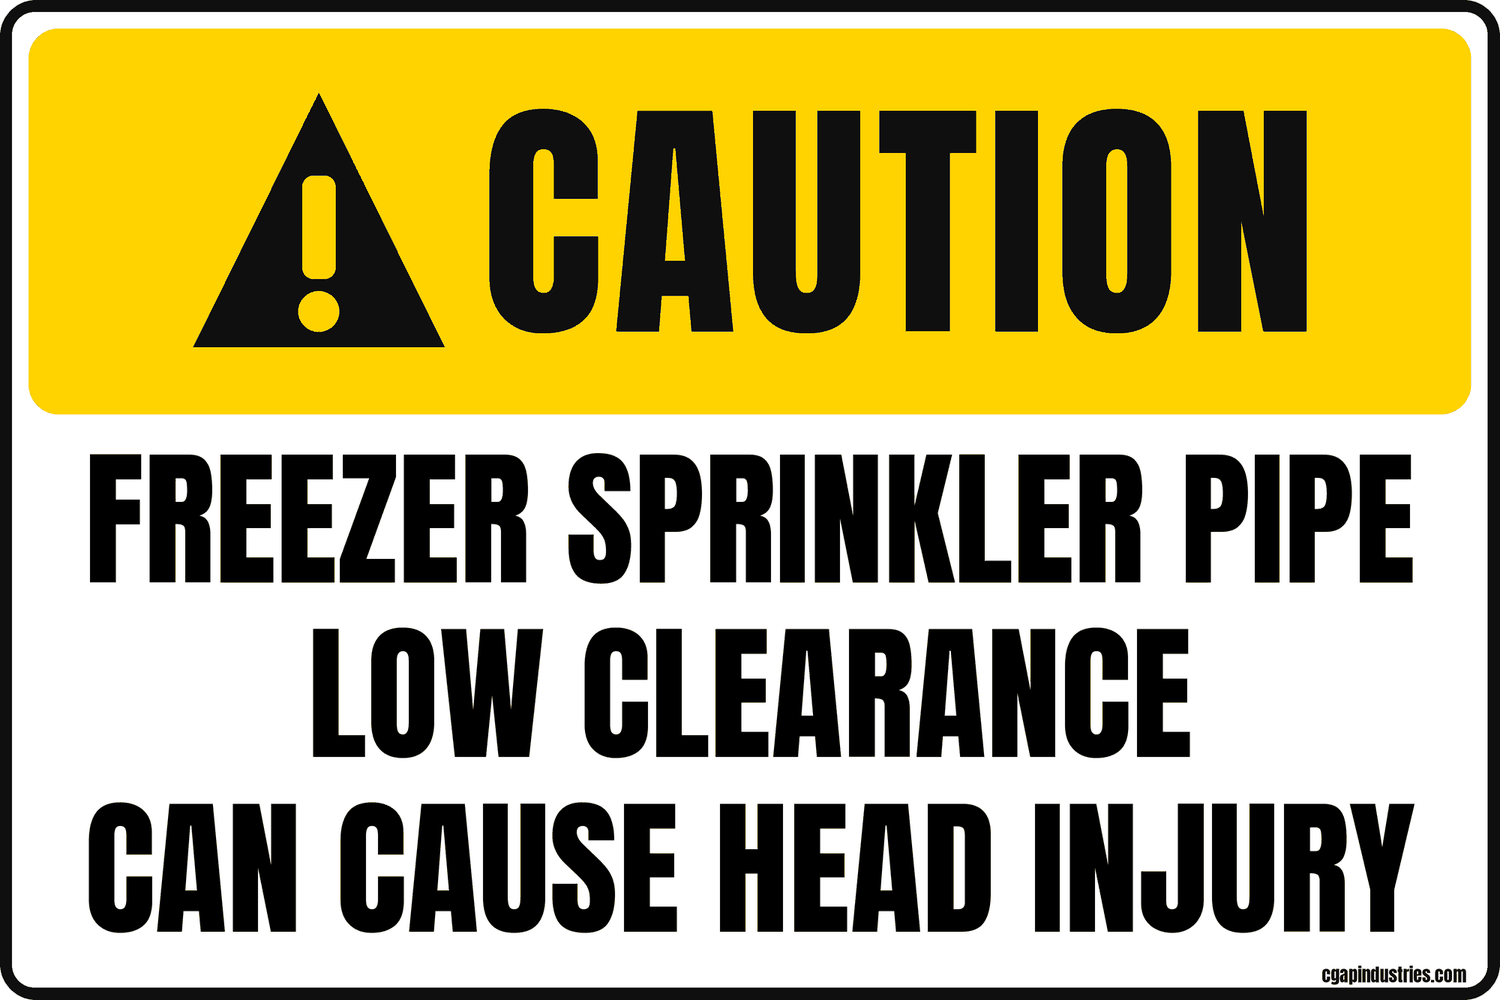 CAUTION
FREEZER SPRINKLER PIPE
LOW CLEARANCE
CAN CAUSE HEAD INJURY
cgapindustries.com